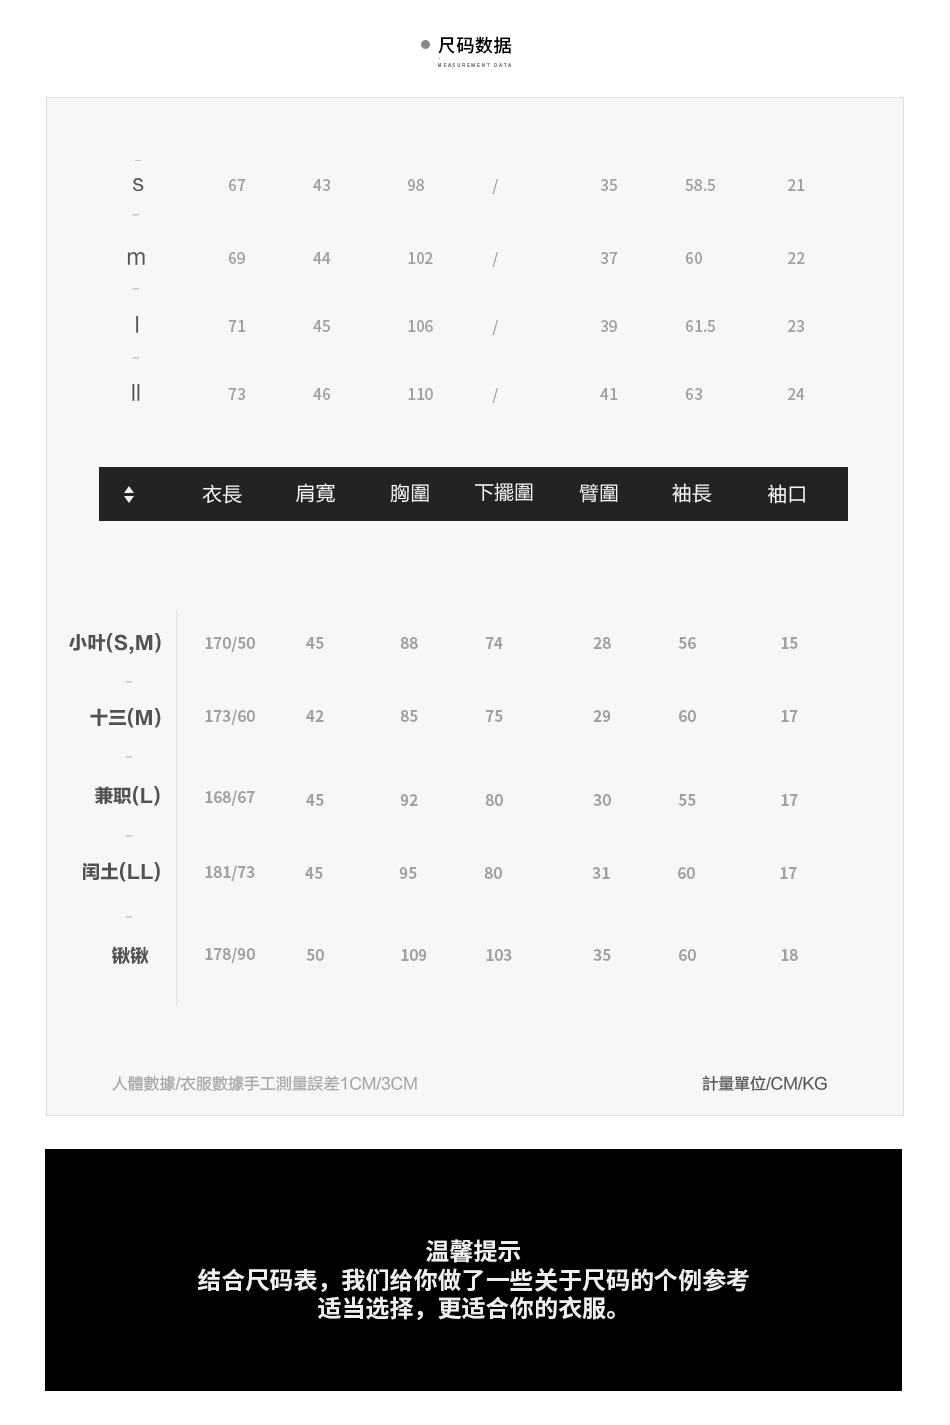 尺码数据
MEASUREMENT DATA
s 67 43 98 / 35 58.5 21
m 69 44 102 / 37 60 22
l 71 45 106 / 39 61.5 23
ll 73 46 110 / 41 63 24
衣長 肩寬 胸圍 下擺圍 臂圍 袖長 袖口
小叶(S,M) 170/50 45 88 74 28 56 15
十三(M) 173/60 42 85 75 29 60 17
兼职(L) 168/67 45 92 80 30 55 17
闰土(LL) 181/73 45 95 80 31 60 17
锹锹 178/90 50 109 103 35 60 18
人體數據/衣服數據手工測量誤差1CM/3CM
計量單位/CM/KG
温馨提示
结合尺码表，我们给你做了一些关于尺码的个例参考
适当选择，更适合你的衣服。